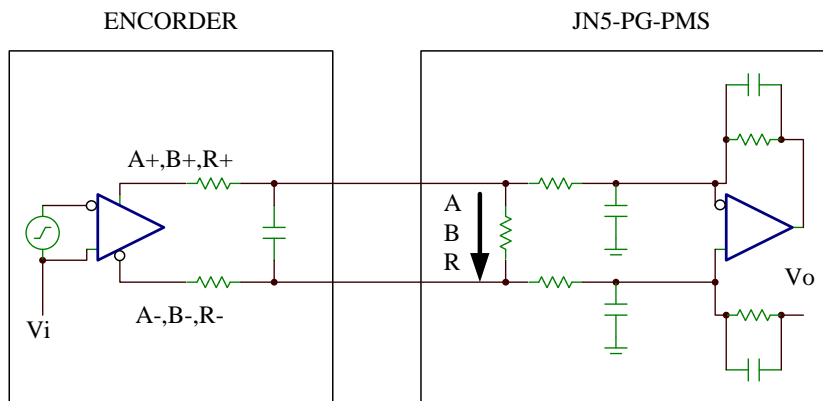 ENCORDER
JN5-PG-PMS
A+,B+,R+
A
B
R
Vo
A-,B-,R-
Vi